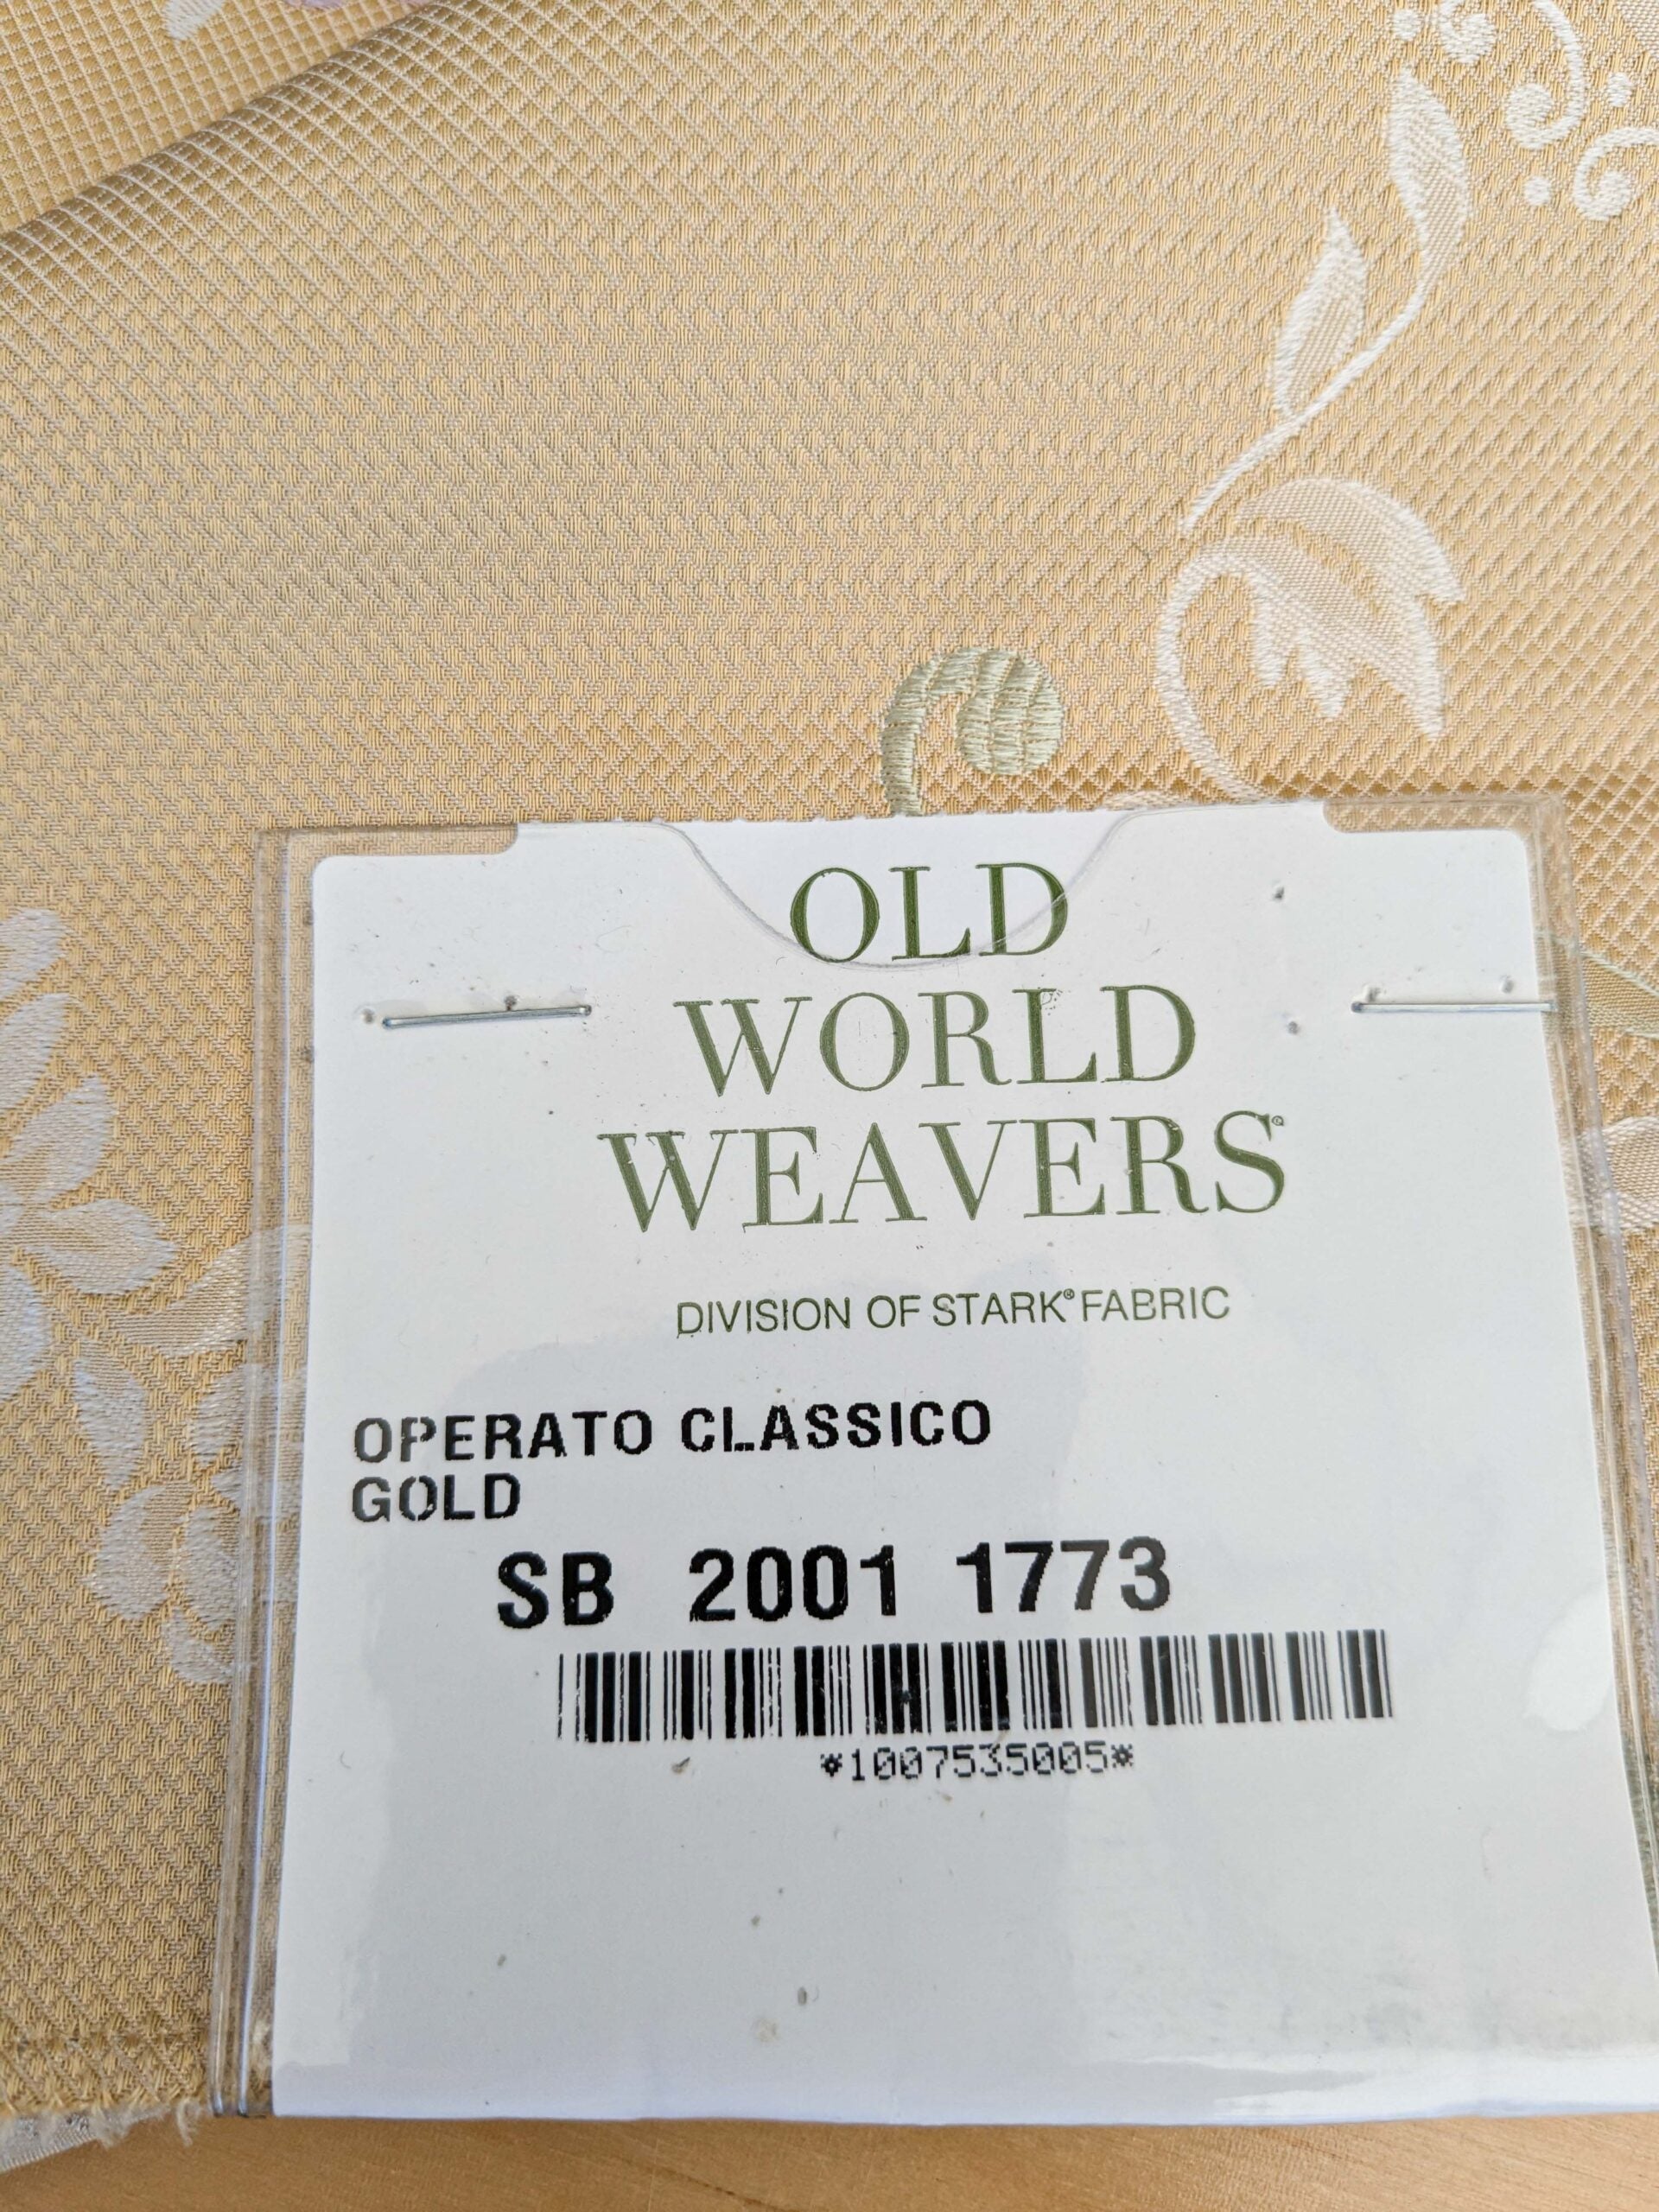 OLD
WORLD
WEAVERS®
DIVISION OF STARK® FABRIC
OPERATO CLASSICO
GOLD
SB 2001 1773
*1007535005*